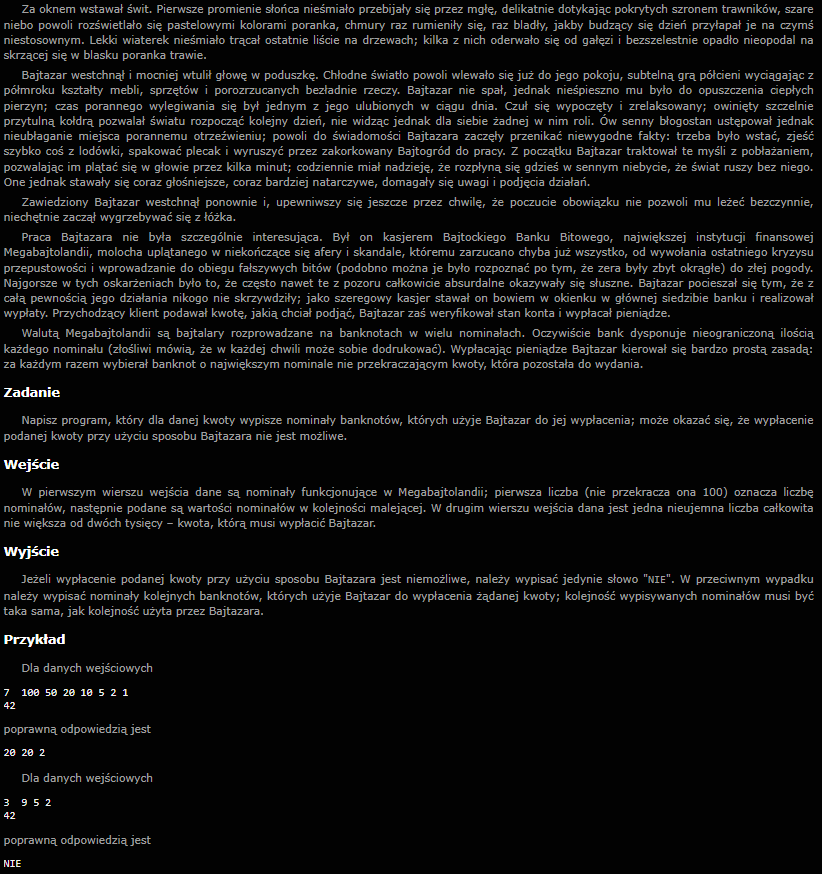 Za oknem wstawał świt. Pierwsze promienie słońca nieśmiało przebijały się przez mgłę, delikatnie dotykając pokrytych szronem trawników, szare
niebo powoli rozświetlało się pastelowymi kolorami poranka, chmury raz rumieniły się, raz bladły, jakby budzący się dzień przyłapał je na czymś
niestosownym. Lekki wiaterek nieśmiało trącał ostatnie liście na drzewach; kilka z nich oderwało się od gałęzi i bezszelestnie opadło nieopodal na
skrzącej się w blasku poranka trawie.
Bajtazar westchnął i mocniej wtulił głowę w poduszkę. Chłodne światło powoli wlewało się już do jego pokoju, subtelną grą półcieni wyciągając z
półmroku kształty mebli, sprzętów i porozrzucanych bezładnie rzeczy. Bajtazar nie spał, jednak nieśpieszno mu było do opuszczenia ciepłych
pierzyn; czas porannego wylegiwania się był jednym z jego ulubionych w ciągu dnia. Czuł się wypoczęty i zrelaksowany; owinięty szczelnie
przytulną kołdrą pozwalał światu rozpocząć kolejny dzień, nie widząc jednak dla siebie żadnej w nim roli. Ów senny błogostan ustępował jednak
nieubłaganie miejsca porannemu otrzeźwieniu; powoli do świadomości Bajtazara zaczęły przenikać niewygodne fakty: trzeba było wstać, zjeść
szybko coś z lodówki, spakować plecak i wyruszyć przez zakorkowany Bajtogród do pracy. Z początku Bajtazar traktował te myśli z pobłażaniem,
pozwalając im plątać się w głowie przez kilka minut; codziennie miał nadzieję, że rozpłyną się gdzieś w sennym niebycie, że świat ruszy bez niego.
One jednak stawały się coraz głośniejsze, coraz bardziej natarczywe, domagały się uwagi i podjęcia działań.
Zawiedziony Bajtazar westchnął ponownie i, upewniwszy się jeszcze przez chwilę, że poczucie obowiązku nie pozwoli mu leżeć bezczynnie,
niechętnie zaczął wygrzebywać się z łóżka.
Praca Bajtazara nie była szczególnie interesująca. Był on kasjerem Bajtockiego Banku Bitowego, największej instytucji finansowej
Megabajtolandii, molocha uplątanego w niekończące się afery i skandale, któremu zarzucano chyba już wszystko, od wywołania ostatniego kryzysu
przepustowości i wprowadzanie do obiegu fałszywych bitów (podobno można je było rozpoznać po tym, że zera były zbyt okrągłe) do złej pogody.
Najgorsze w tych oskarżeniach było to, że często nawet te z pozoru całkowicie absurdalne okazywały się słuszne. Bajtazar pocieszał się tym, że z
całą pewnością jego działania nikogo nie skrzywdziły; jako szeregowy kasjer stawał on bowiem w okienku w głównej siedzibie banku i realizował
wypłaty. Przychodzący klient podawał kwotę, jaką chciał podjąć, Bajtazar zaś weryfikował stan konta i wypłacał pieniądze.
Walutą Megabajtolandii są bajtalary rozprowadzane na banknotach w wielu nominałach. Oczywiście bank dysponuje nieograniczoną ilością
każdego nominału (złośliwi mówią, że w każdej chwili może sobie dodrukować). Wypłacając pieniądze Bajtazar kierował się bardzo prostą zasadą:
za każdym razem wybierał banknot o największym nominale nie przekraczającym kwoty, która pozostała do wydania.
Zadanie
Napisz program, który dla danej kwoty wypisze nominały banknotów, których użyje Bajtazar do jej wypłacenia; może okazać się, że wypłacenie
podanej kwoty przy użyciu sposobu Bajtazara nie jest możliwe.
Wejście
W pierwszym wierszu wejścia dane są nominały funkcjonujące w Megabajtolandii; pierwsza liczba (nie przekracza ona 100) oznacza liczbę
nominałów, następnie podane są wartości nominałów w kolejności malejącej. W drugim wierszu wejścia dana jest jedna nieujemna liczba całkowita
nie większa od dwóch tysięcy – kwota, którą musi wypłacić Bajtazar.
Wyjście
Jeżeli wypłacenie podanej kwoty przy użyciu sposobu Bajtazara jest niemożliwe, należy wypisać jedynie słowo "NIE". W przeciwnym wypadku
należy wypisać nominały kolejnych banknotów, których użyje Bajtazar do wypłacenia żądanej kwoty; kolejność wypisywanych nominałów musi być
taka sama, jak kolejność użyta przez Bajtazara.
Przykład
Dla danych wejściowych
7  100 50 20 10 5 2 1
42
poprawną odpowiedzią jest
20 20 2
Dla danych wejściowych
3  9 5 2
42
poprawną odpowiedzią jest
NIE